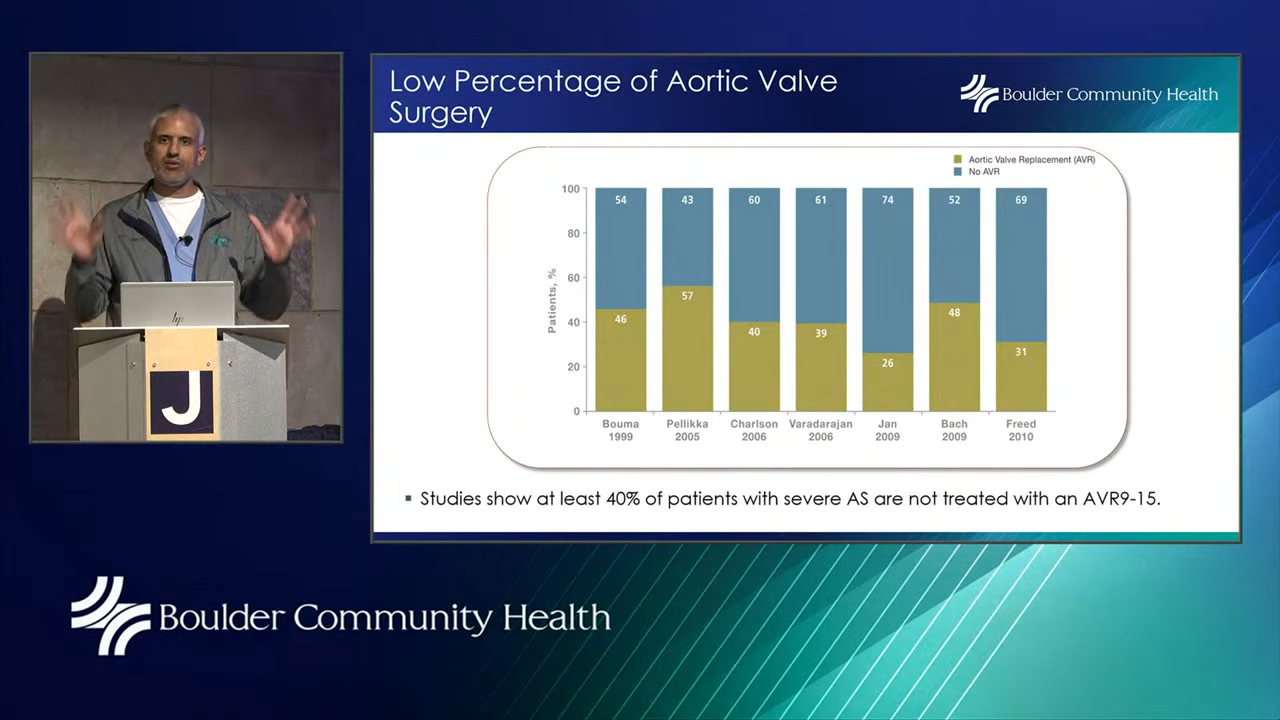 Low Percentage of Aortic Valve
Surgery
Boulder Community Health
Aortic Valve Replacement (AVR)
No AVR
Patients, %
100
80
60
40
20
0
54
43
60
61
74
52
69
46
57
40
39
26
48
31
Bouma
1999
Pellikka
2005
Charlson
2006
Varadarajan
2006
Jan
2009
Bach
2009
Freed
2010
▪ Studies show at least 40% of patients with severe AS are not treated with an AVR9-15.
hp
J
Boulder Community Health